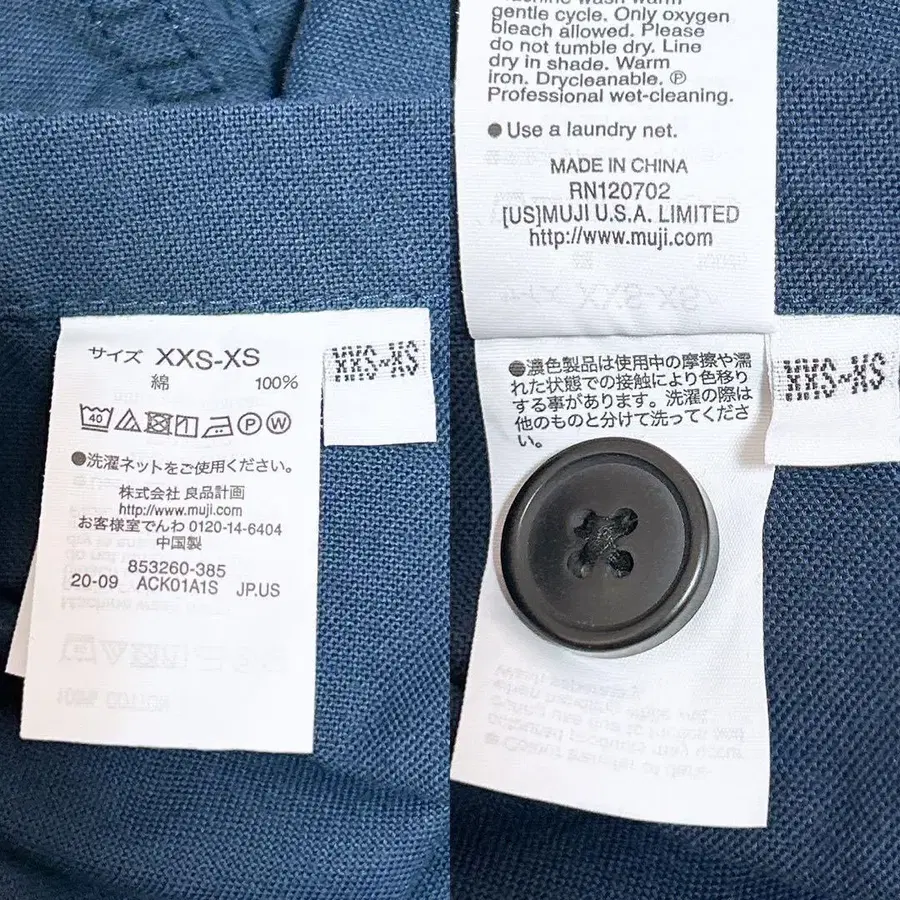 サイズ XXS-XS
綿 100%
40 P W
●洗濯ネットをご使用ください。
株式会社 良品計画
http://www.muji.com
お客様室でんわ 0120-14-6404
中国製
853260-385
20-09 ACK01A1S JP.US
XXS-XS
Machine wash warm
gentle cycle. Only oxygen
bleach allowed. Please
do not tumble dry. Line
dry in shade. Warm
iron. Drycleanable. Ⓟ
Professional wet-cleaning.
● Use a laundry net.
MADE IN CHINA
RN120702
[US]MUJI U.S.A. LIMITED
http://www.muji.com
●濃色製品は使用中の摩擦や濡
れた状態での接触により色移り
する事があります。洗濯の際は
他のものと分けて洗ってくださ
い。
XXS-XS